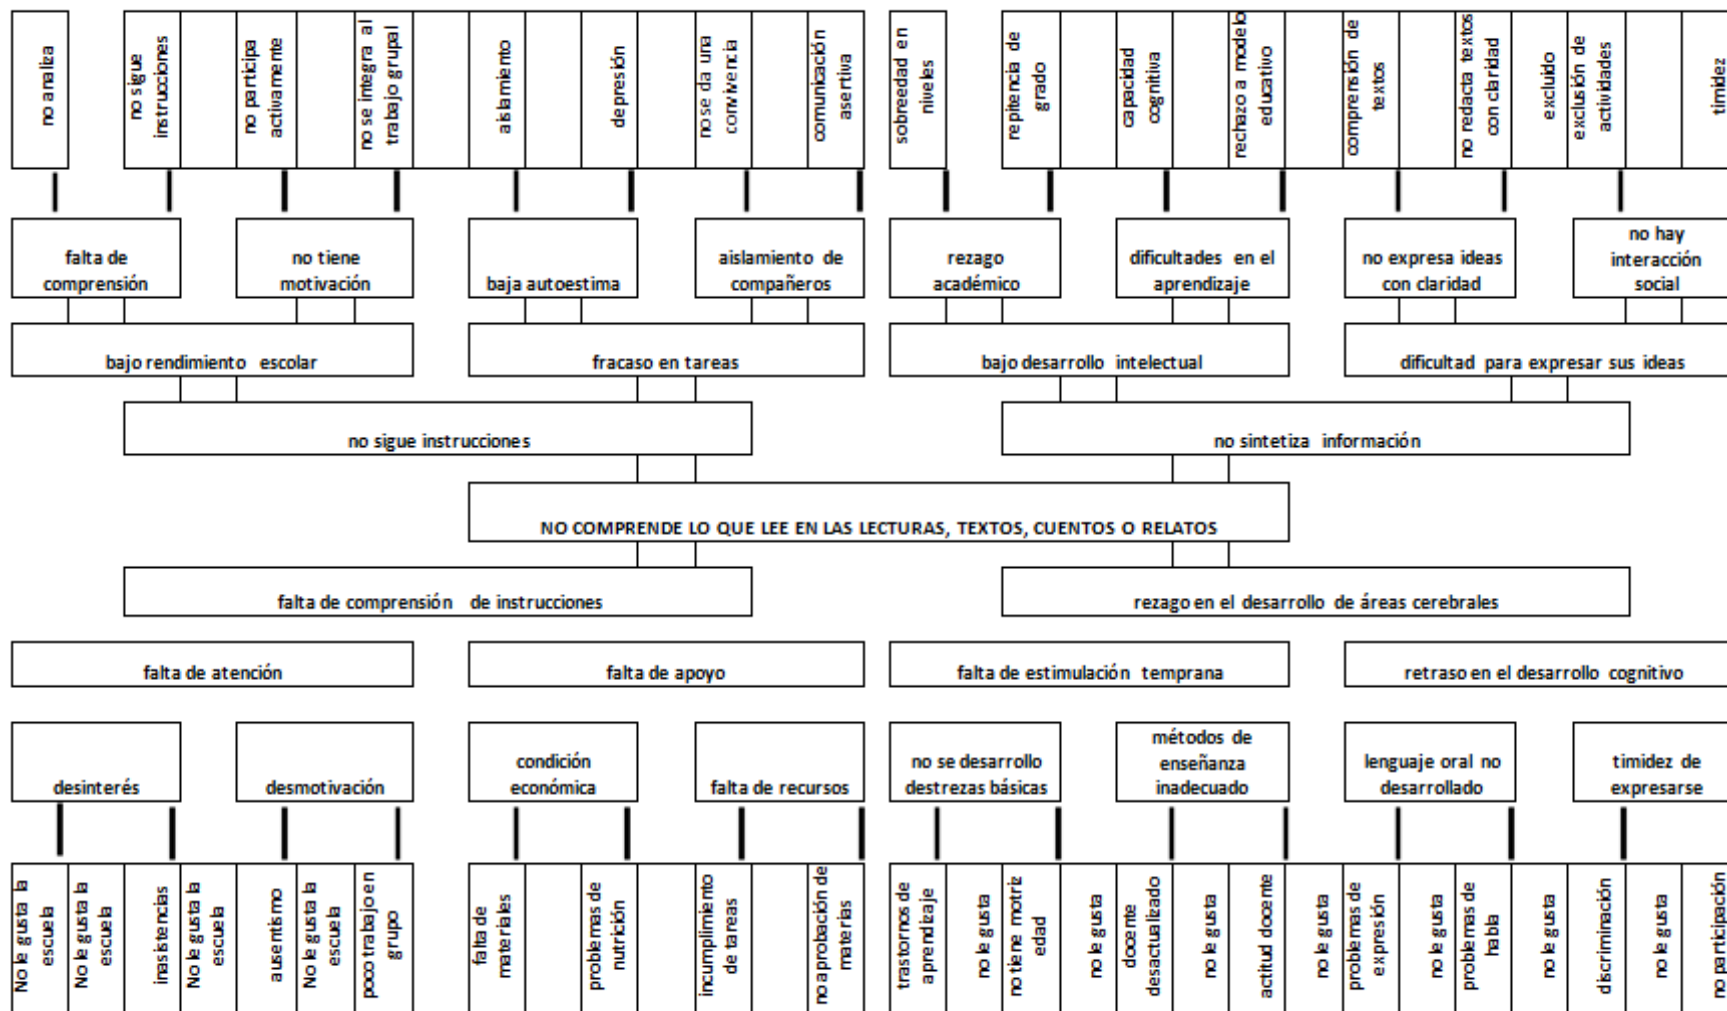 no analiza
no sigue
instrucciones
no participa
activamente
no se integra al
trabajo grupal
aislamiento
depresión
no se da una
convivencia
comunicación
asertiva
sobreedad en
niveles
repitencia de
grado
capacidad
cognitiva
rechazo a modelo
educativo
comprensión de
textos
no redacta textos
con claridad
excluido
exclusión de
actividades
timidez
falta de
comprensión
no tiene
motivación
baja autoestima
aislamiento de
compañeros
rezago
académico
dificultades en el
aprendizaje
no expresa ideas
con claridad
no hay
interacción
social
bajo rendimiento escolar
fracaso en tareas
bajo desarrollo intelectual
dificultad para expresar sus ideas
no sigue instrucciones
no sintetiza información
NO COMPRENDE LO QUE LEE EN LAS LECTURAS, TEXTOS, CUENTOS O RELATOS
falta de comprensión de instrucciones
rezago en el desarrollo de áreas cerebrales
falta de atención
falta de apoyo
falta de estimulación temprana
retraso en el desarrollo cognitivo
desinterés
desmotivación
condición
económica
falta de recursos
no se desarrollo
destrezas básicas
métodos de
enseñanza
inadecuado
lenguaje oral no
desarrollado
timidez de
expresarse
No le gusta la
escuela
No le gusta la
escuela
inasistencias
No le gusta la
escuela
ausentismo
No le gusta la
escuela
poco trabajo en
grupo
falta de
materiales
problemas de
nutrición
incumplimiento
de tareas
no aprobación de
materias
trastornos de
aprendizaje
no le gusta
no tiene motriz
edad
no le gusta
docente
desactualizado
no le gusta
actitud docente
no le gusta
problemas de
expresión
no le gusta
problemas de
habla
no le gusta
discriminación
no le gusta
no participación